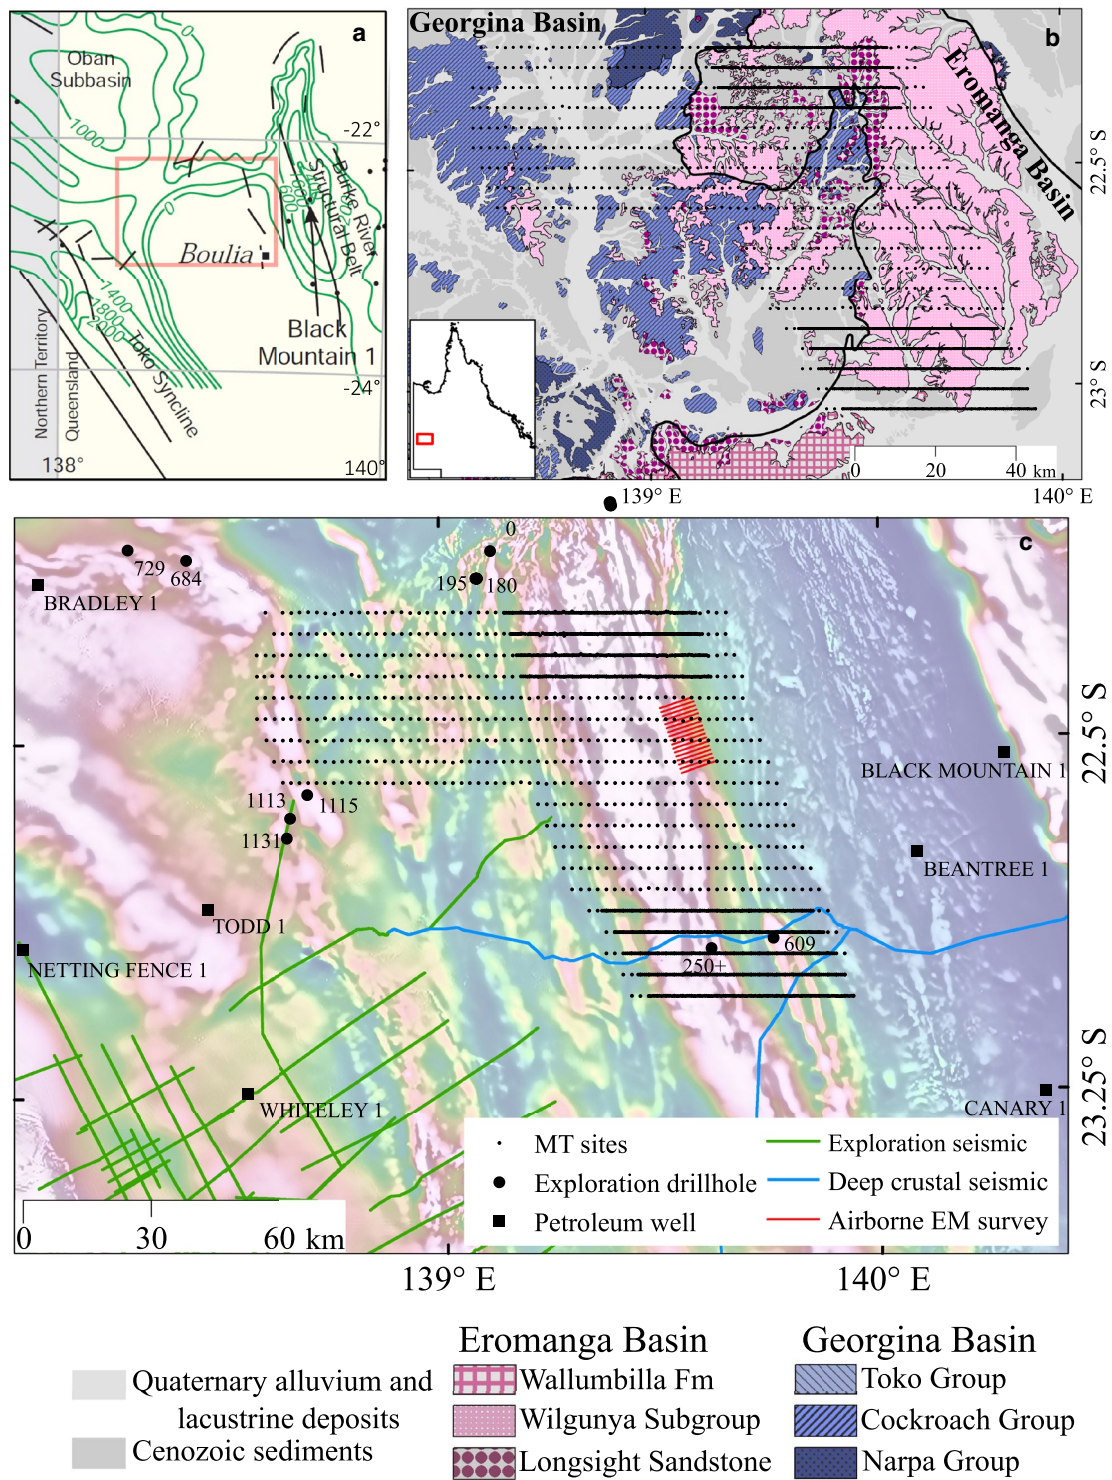 a
Oban
Subbasin
0
1000
-22°
0
600
1000
Burke River
Structural Belt
Boulia
1400
1800
2000
Toko Syncline
Black
Mountain 1
-24°
Northern Territory
Queensland
138°
140°
Georgina Basin
b
Eromanga Basin
22.5° S
23° S
0 20 40 km
139° E
140° E
c
0
729
684
195
180
BRADLEY 1
22.5° S
BLACK MOUNTAIN 1
1113
1115
1131
BEANTREE 1
TODD 1
NETTING FENCE 1
609
250+
23.25° S
WHITELEY 1
CANARY 1
MT sites
Exploration drillhole
Petroleum well
Exploration seismic
Deep crustal seismic
Airborne EM survey
0 30 60 km
139° E
140° E
Eromanga Basin
Georgina Basin
Quaternary alluvium and
lacustrine deposits
Cenozoic sediments
Wallumbilla Fm
Wilgunya Subgroup
Longsight Sandstone
Toko Group
Cockroach Group
Narpa Group